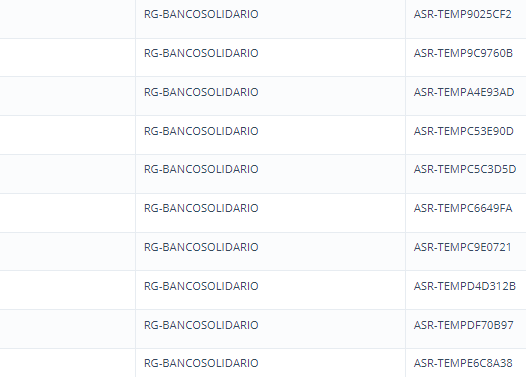 RG-BANCOSOLIDARIO ASR-TEMP9025CF2
RG-BANCOSOLIDARIO ASR-TEMP9C9760B
RG-BANCOSOLIDARIO ASR-TEMPA4E93AD
RG-BANCOSOLIDARIO ASR-TEMPC53E90D
RG-BANCOSOLIDARIO ASR-TEMPC5C3D5D
RG-BANCOSOLIDARIO ASR-TEMPC6649FA
RG-BANCOSOLIDARIO ASR-TEMPC9E0721
RG-BANCOSOLIDARIO ASR-TEMPD4D312B
RG-BANCOSOLIDARIO ASR-TEMPDF70B97
RG-BANCOSOLIDARIO ASR-TEMPE6C8A38